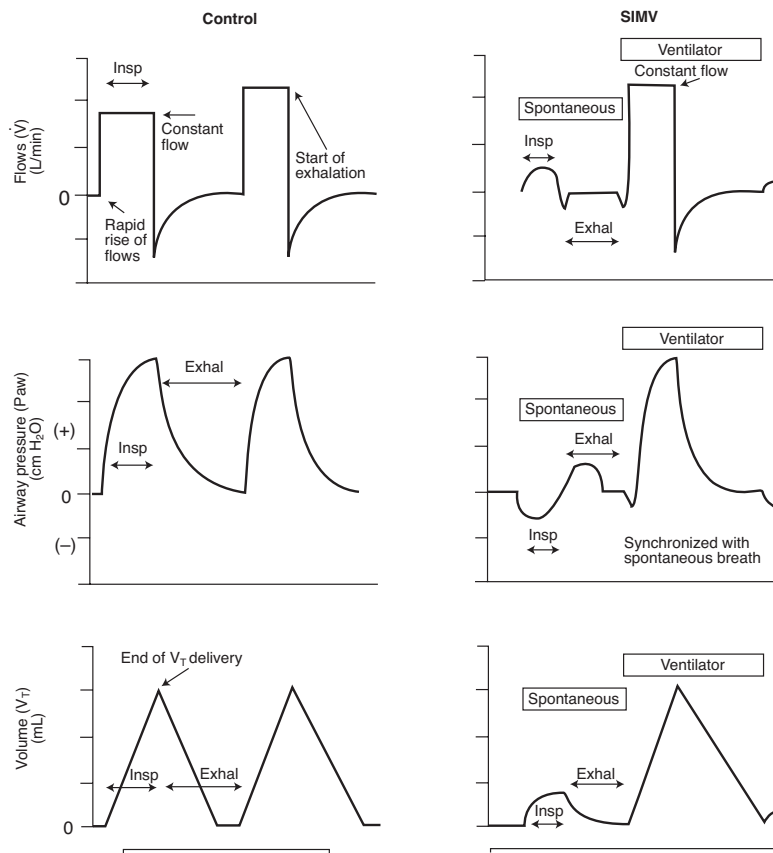 Control
Insp
Constant
flow
Start of
exhalation
Rapid
rise of
flows
0
Flows (V̇)
(L/min)
SIMV
Ventilator
Constant flow
Spontaneous
Insp
Exhal
Exhal
Insp
(+)
0
(–)
Airway pressure (Paw)
(cm H₂O)
Ventilator
Spontaneous
Exhal
Insp
Synchronized with
spontaneous breath
End of V_T delivery
Insp
Exhal
0
Volume (V_T)
(mL)
Ventilator
Spontaneous
Exhal
Insp